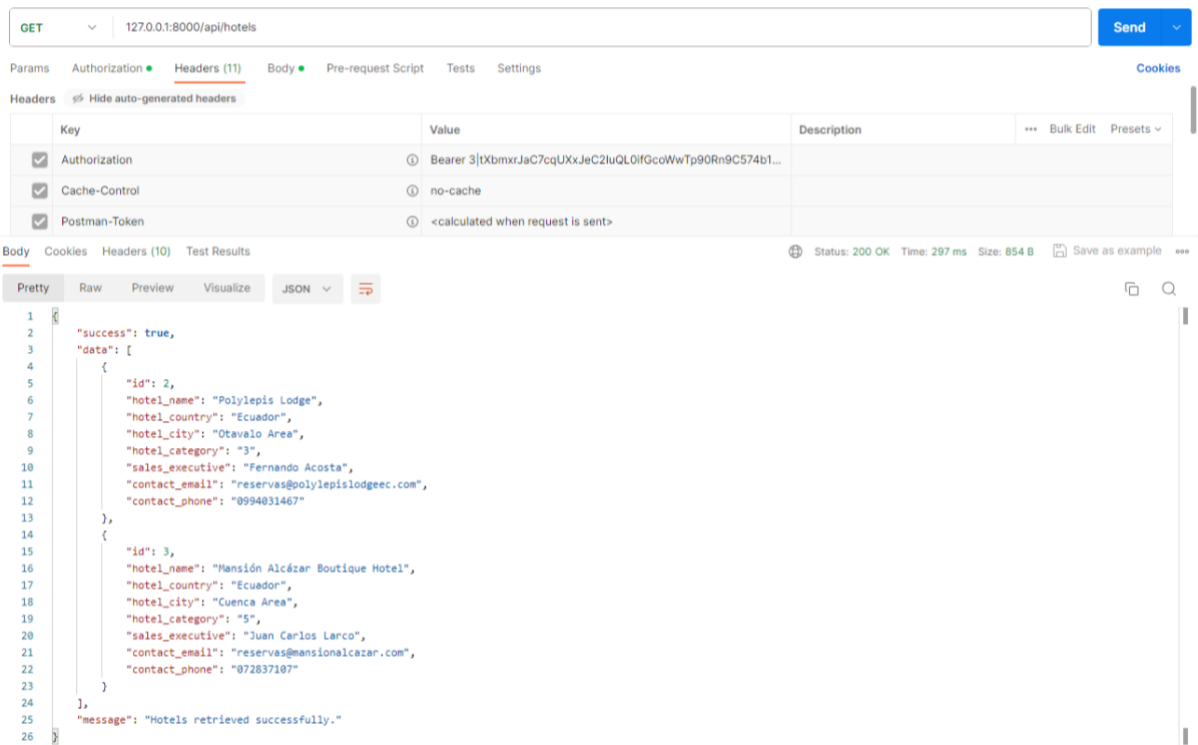 GET 127.0.0.1:8000/api/hotels Send
Params Authorization Headers (11) Body Pre-request Script Tests Settings Cookies
Headers Hide auto-generated headers
Key Value Description ••• Bulk Edit Presets
Authorization Bearer 3|tXbmxrJaC7cqUXxJeC2IuQL0ifGcoWwTp90Rn9C574b1...
Cache-Control no-cache
Postman-Token <calculated when request is sent>
Body Cookies Headers (10) Test Results Status: 200 OK Time: 297 ms Size: 854 B Save as example
Pretty Raw Preview Visualize JSON
1 {
2 "success": true,
3 "data": [
4 {
5 "id": 2,
6 "hotel_name": "Polylepis Lodge",
7 "hotel_country": "Ecuador",
8 "hotel_city": "Otavalo Area",
9 "hotel_category": "3",
10 "sales_executive": "Fernando Acosta",
11 "contact_email": "reservas@polylepislodgeec.com",
12 "contact_phone": "0994031467"
13 },
14 {
15 "id": 3,
16 "hotel_name": "Mansión Alcázar Boutique Hotel",
17 "hotel_country": "Ecuador",
18 "hotel_city": "Cuenca Area",
19 "hotel_category": "5",
20 "sales_executive": "Juan Carlos Larco",
21 "contact_email": "reservas@mansionalcazar.com",
22 "contact_phone": "072837107"
23 }
24 ],
25 "message": "Hotels retrieved successfully."
26 }